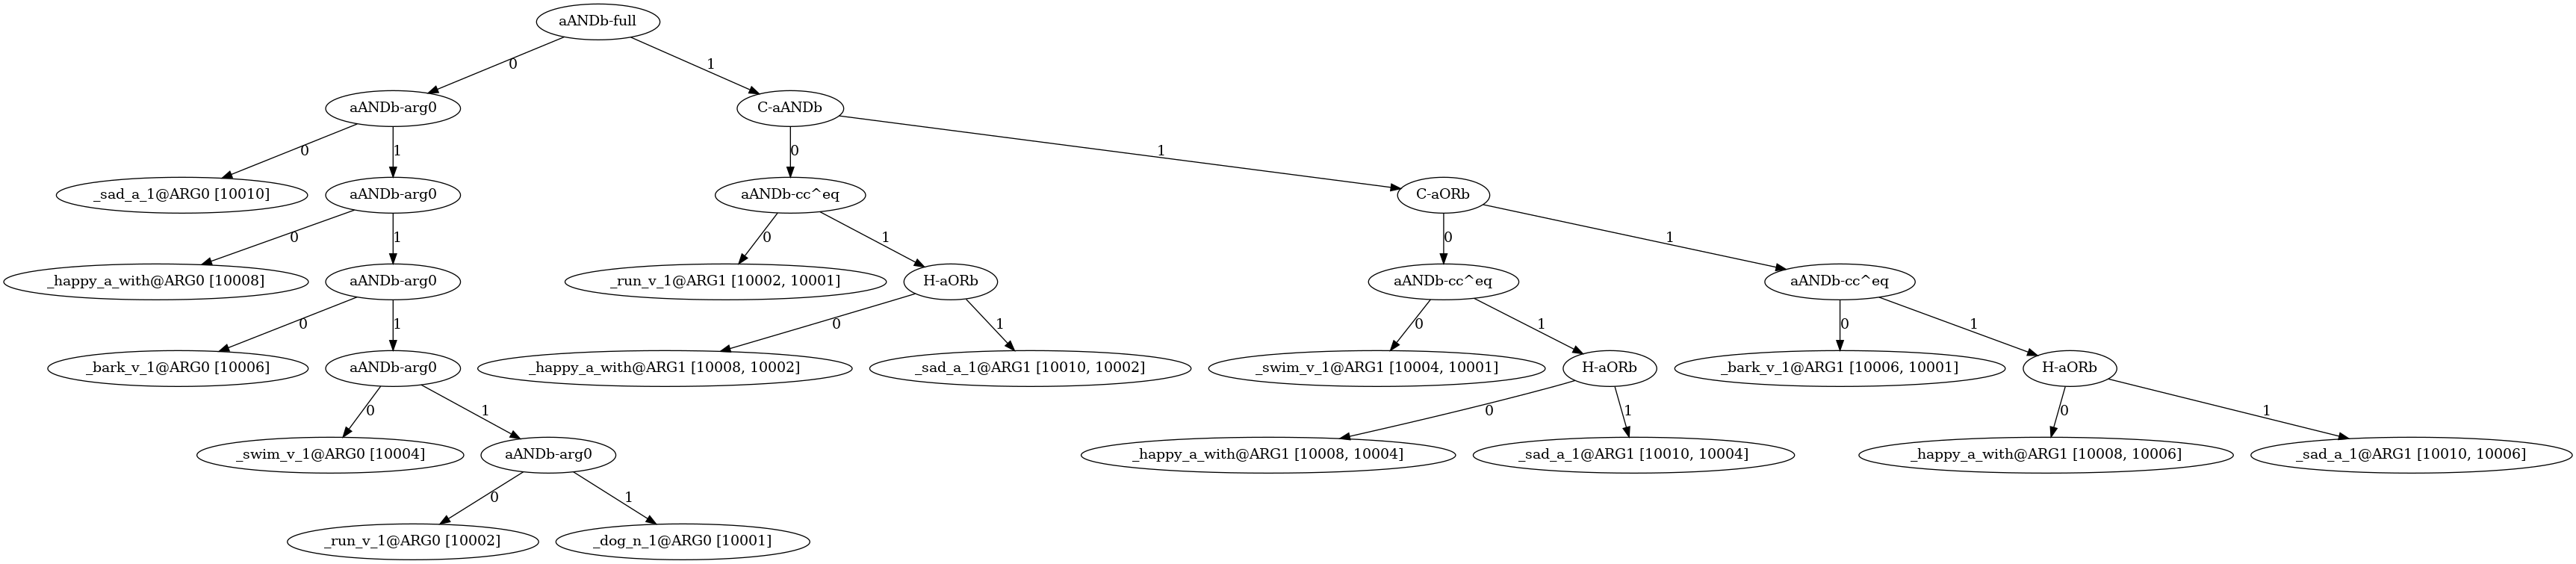 aANDb-full
0 1
aANDb-arg0 C-aANDb
0 1 0 1
_sad_a_1@ARG0 [10010] aANDb-arg0 aANDb-cc^eq C-aORb
0 1 0 1 0 1
_happy_a_with@ARG0 [10008] aANDb-arg0 _run_v_1@ARG1 [10002, 10001] H-aORb aANDb-cc^eq aANDb-cc^eq
0 1 0 1 0 1 0 1
_bark_v_1@ARG0 [10006] aANDb-arg0 _happy_a_with@ARG1 [10008, 10002] _sad_a_1@ARG1 [10010, 10002] _swim_v_1@ARG1 [10004, 10001] H-aORb _bark_v_1@ARG1 [10006, 10001] H-aORb
0 1 0 1 0 1
_swim_v_1@ARG0 [10004] aANDb-arg0 _happy_a_with@ARG1 [10008, 10004] _sad_a_1@ARG1 [10010, 10004] _happy_a_with@ARG1 [10008, 10006] _sad_a_1@ARG1 [10010, 10006]
0 1
_run_v_1@ARG0 [10002] _dog_n_1@ARG0 [10001]